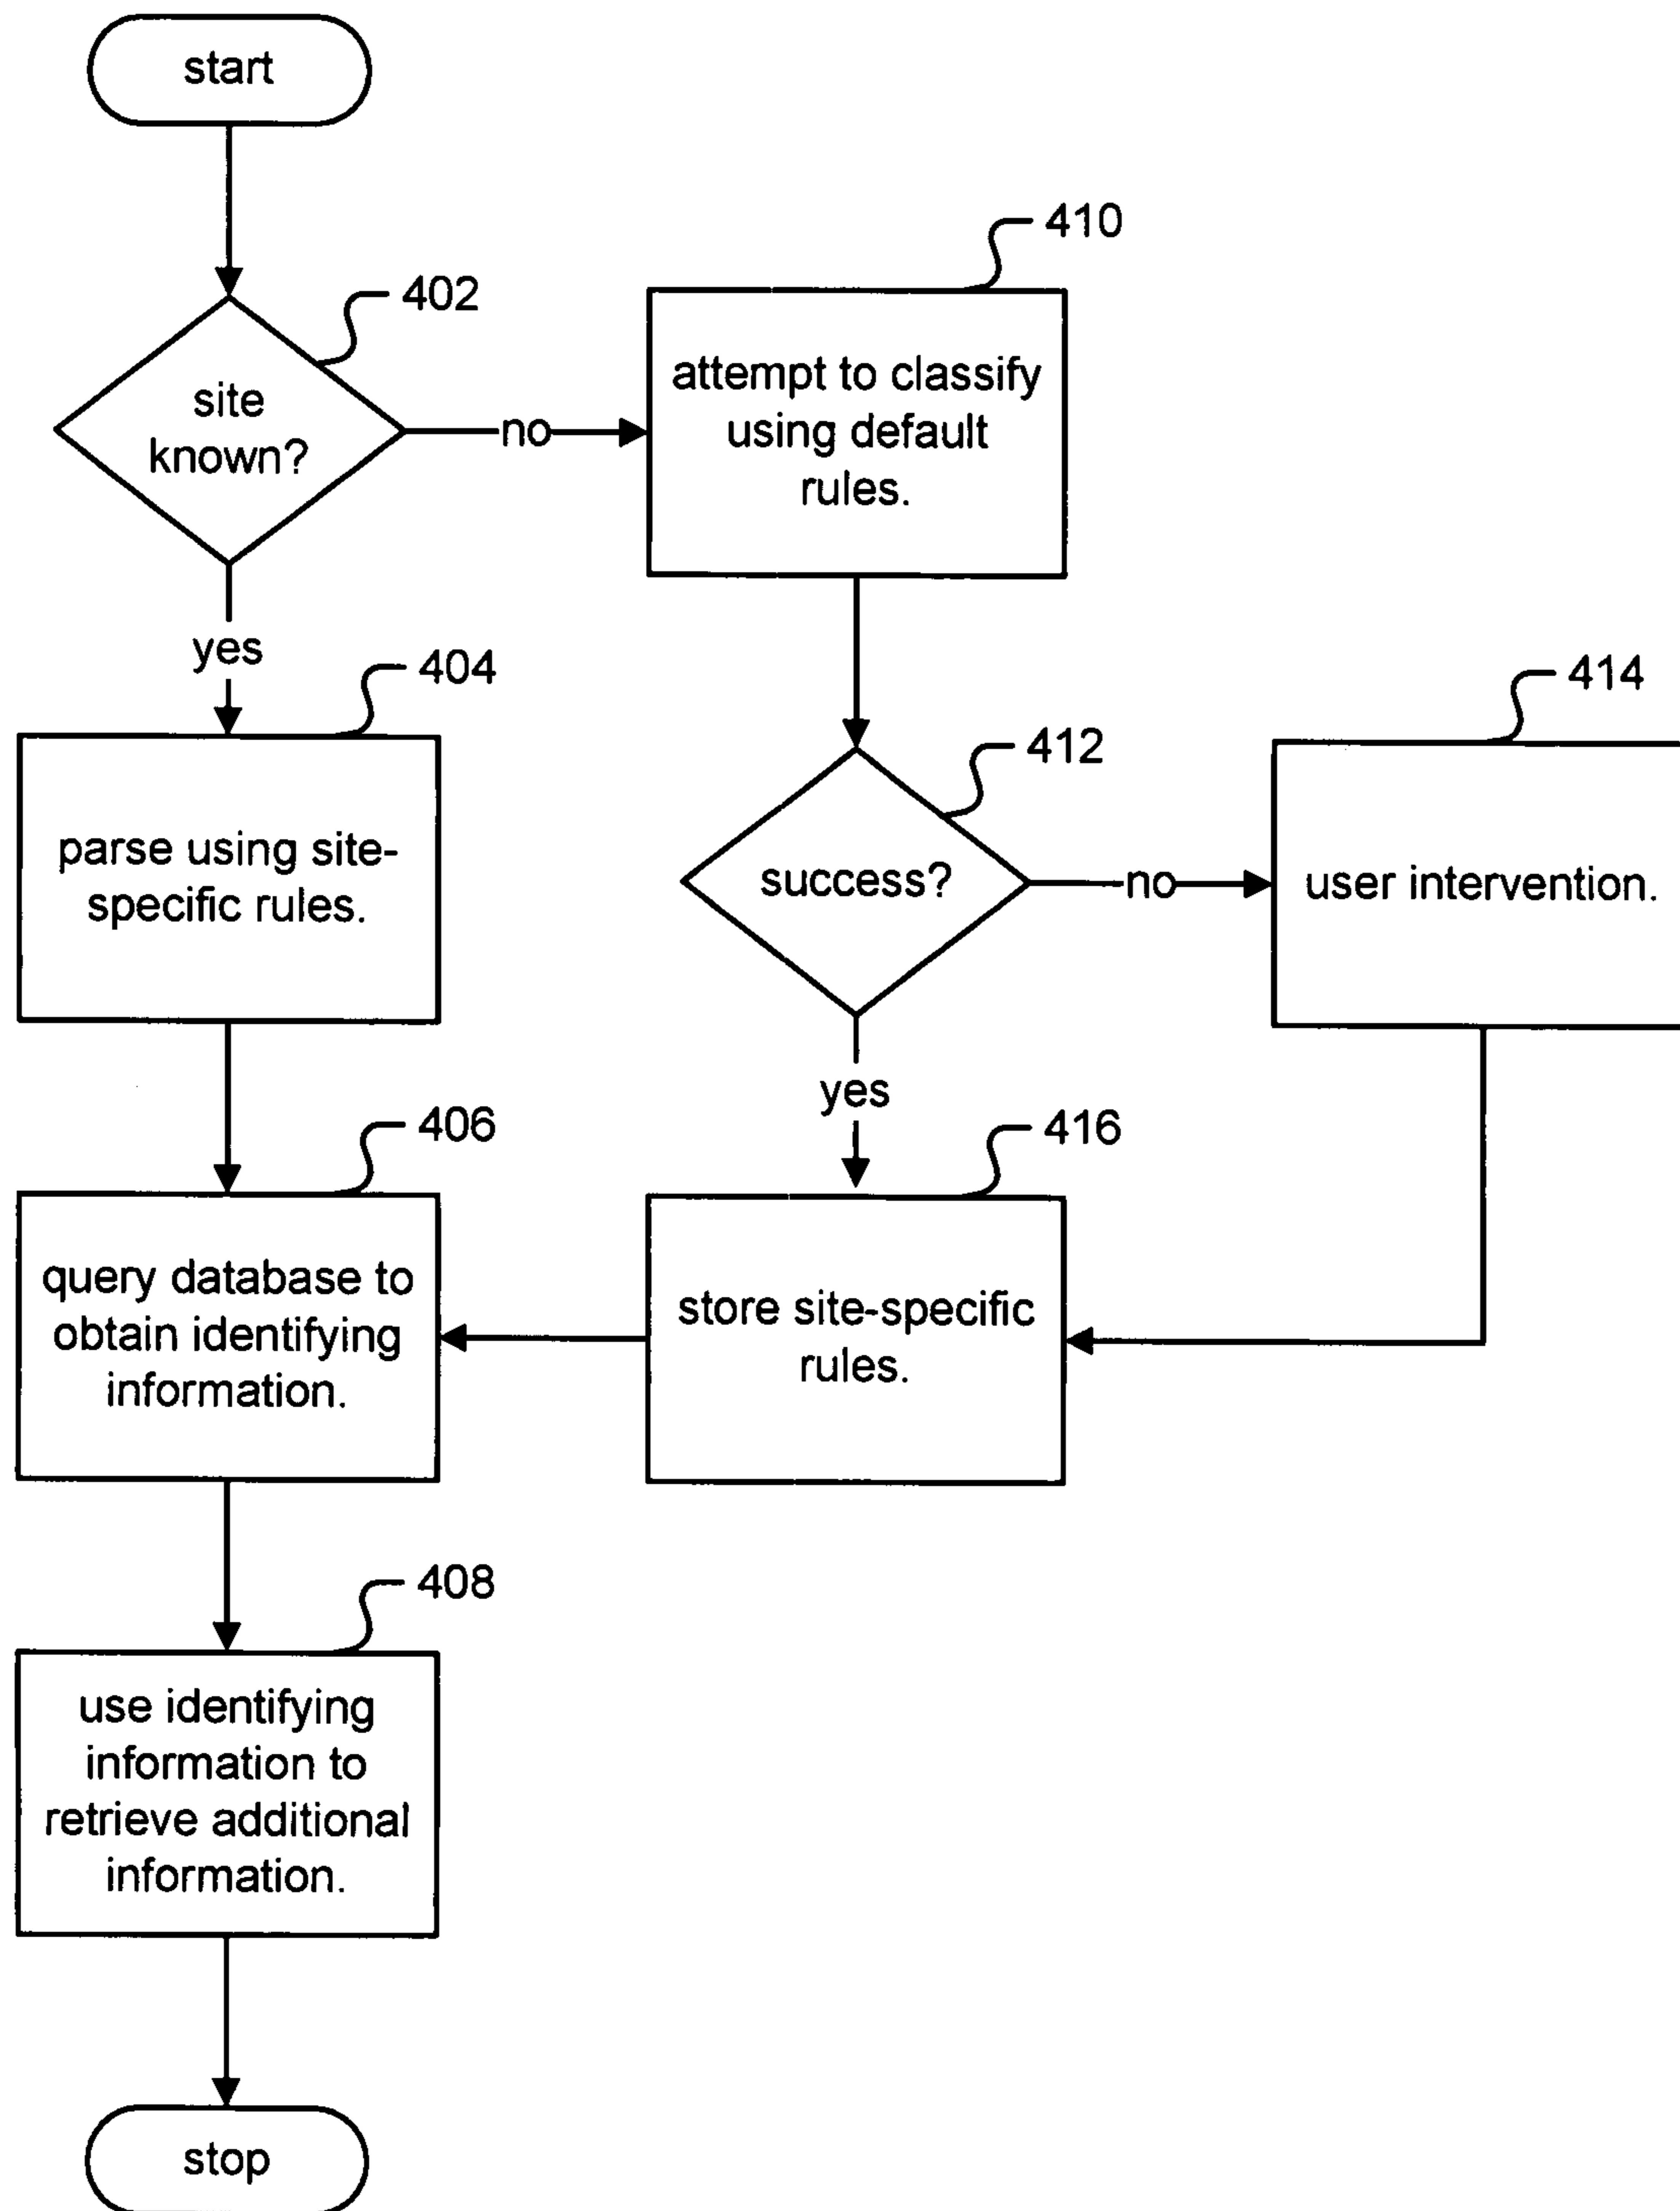 start
402
site
known?
no
410
attempt to classify
using default
rules.
yes
404
parse using site-
specific rules.
412
success?
no
414
user intervention.
yes
406
query database to
obtain identifying
information.
416
store site-specific
rules.
408
use identifying
information to
retrieve additional
information.
stop